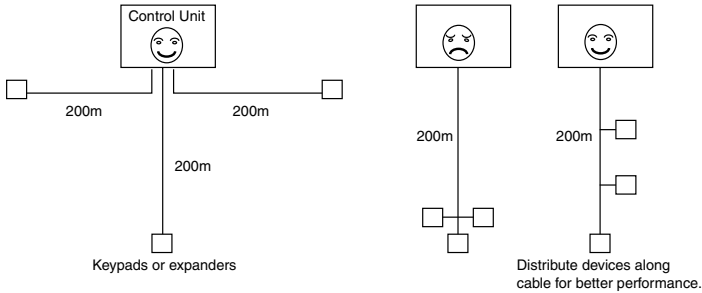 Control Unit
200m
200m
200m
Keypads or expanders
200m
200m
Distribute devices along
cable for better performance.